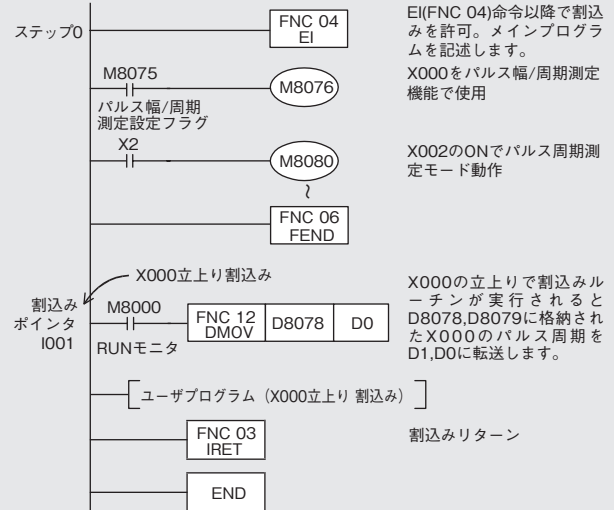 ステップ0
FNC 04
EI
EI(FNC 04)命令以降で割込
みを許可。メインプログラ
ムを記述します。
M8075
M8076
パルス幅/周期
測定設定フラグ
X000をパルス幅/周期測定
機能で使用
X2
M8080
X002のONでパルス周期測
定モード動作
~
FNC 06
FEND
X000立上り割込み
割込み
ポインタ
I001
M8000
RUNモニタ
FNC 12
DMOV
D8078
D0
X000の立上りで割込みル
ーチンが実行されると
D8078,D8079に格納され
たX000のパルス周期を
D1,D0に転送します。
ユーザプログラム(X000立上り 割込み)
FNC 03
IRET
割込みリターン
END